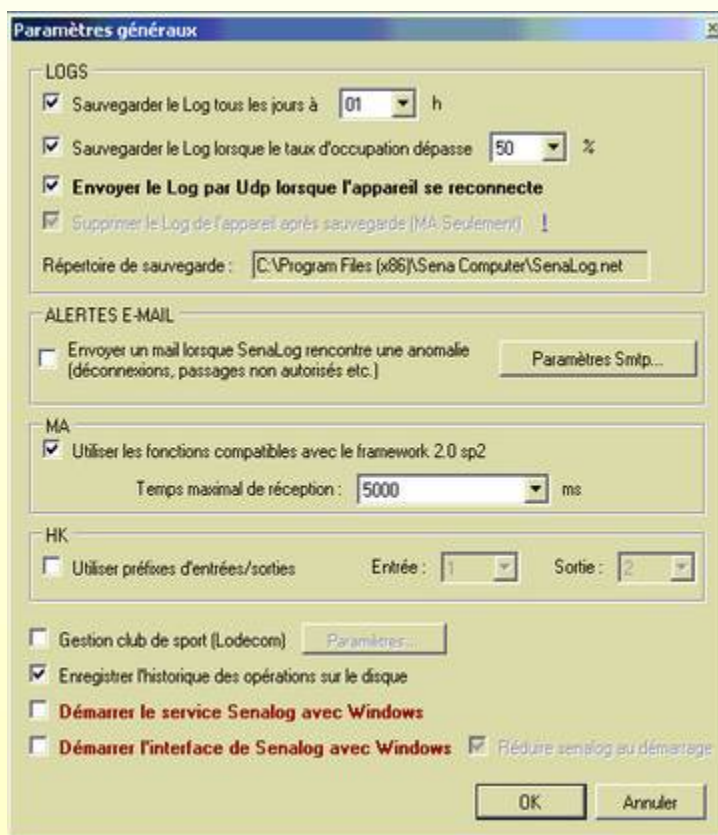 Paramètres généraux
LOGS
Sauvegarder le Log tous les jours à 01 h
Sauvegarder le Log lorsque le taux d'occupation dépasse 50 %
Envoyer le Log par Udp lorsque l'appareil se reconnecte
Supprimer le Log de l'appareil après sauvegarde (MA Seulement) !
Répertoire de sauvegarde : C:\Program Files (x86)\Sena Computer\SenaLog.net
ALERTES E-MAIL
Envoyer un mail lorsque SenaLog rencontre une anomalie
(déconnexions, passages non autorisés etc.)
Paramètres Smtp...
MA
Utiliser les fonctions compatibles avec le framework 2.0 sp2
Temps maximal de réception : 5000 ms
HK
Utiliser préfixes d'entrées/sorties Entrée : 1 Sortie : 2
Gestion club de sport (Lodecom) Paramètres...
Enregistrer l'historique des opérations sur le disque
Démarrer le service Senalog avec Windows
Démarrer l'interface de Senalog avec Windows Réduire senalog au démarrage
OK Annuler